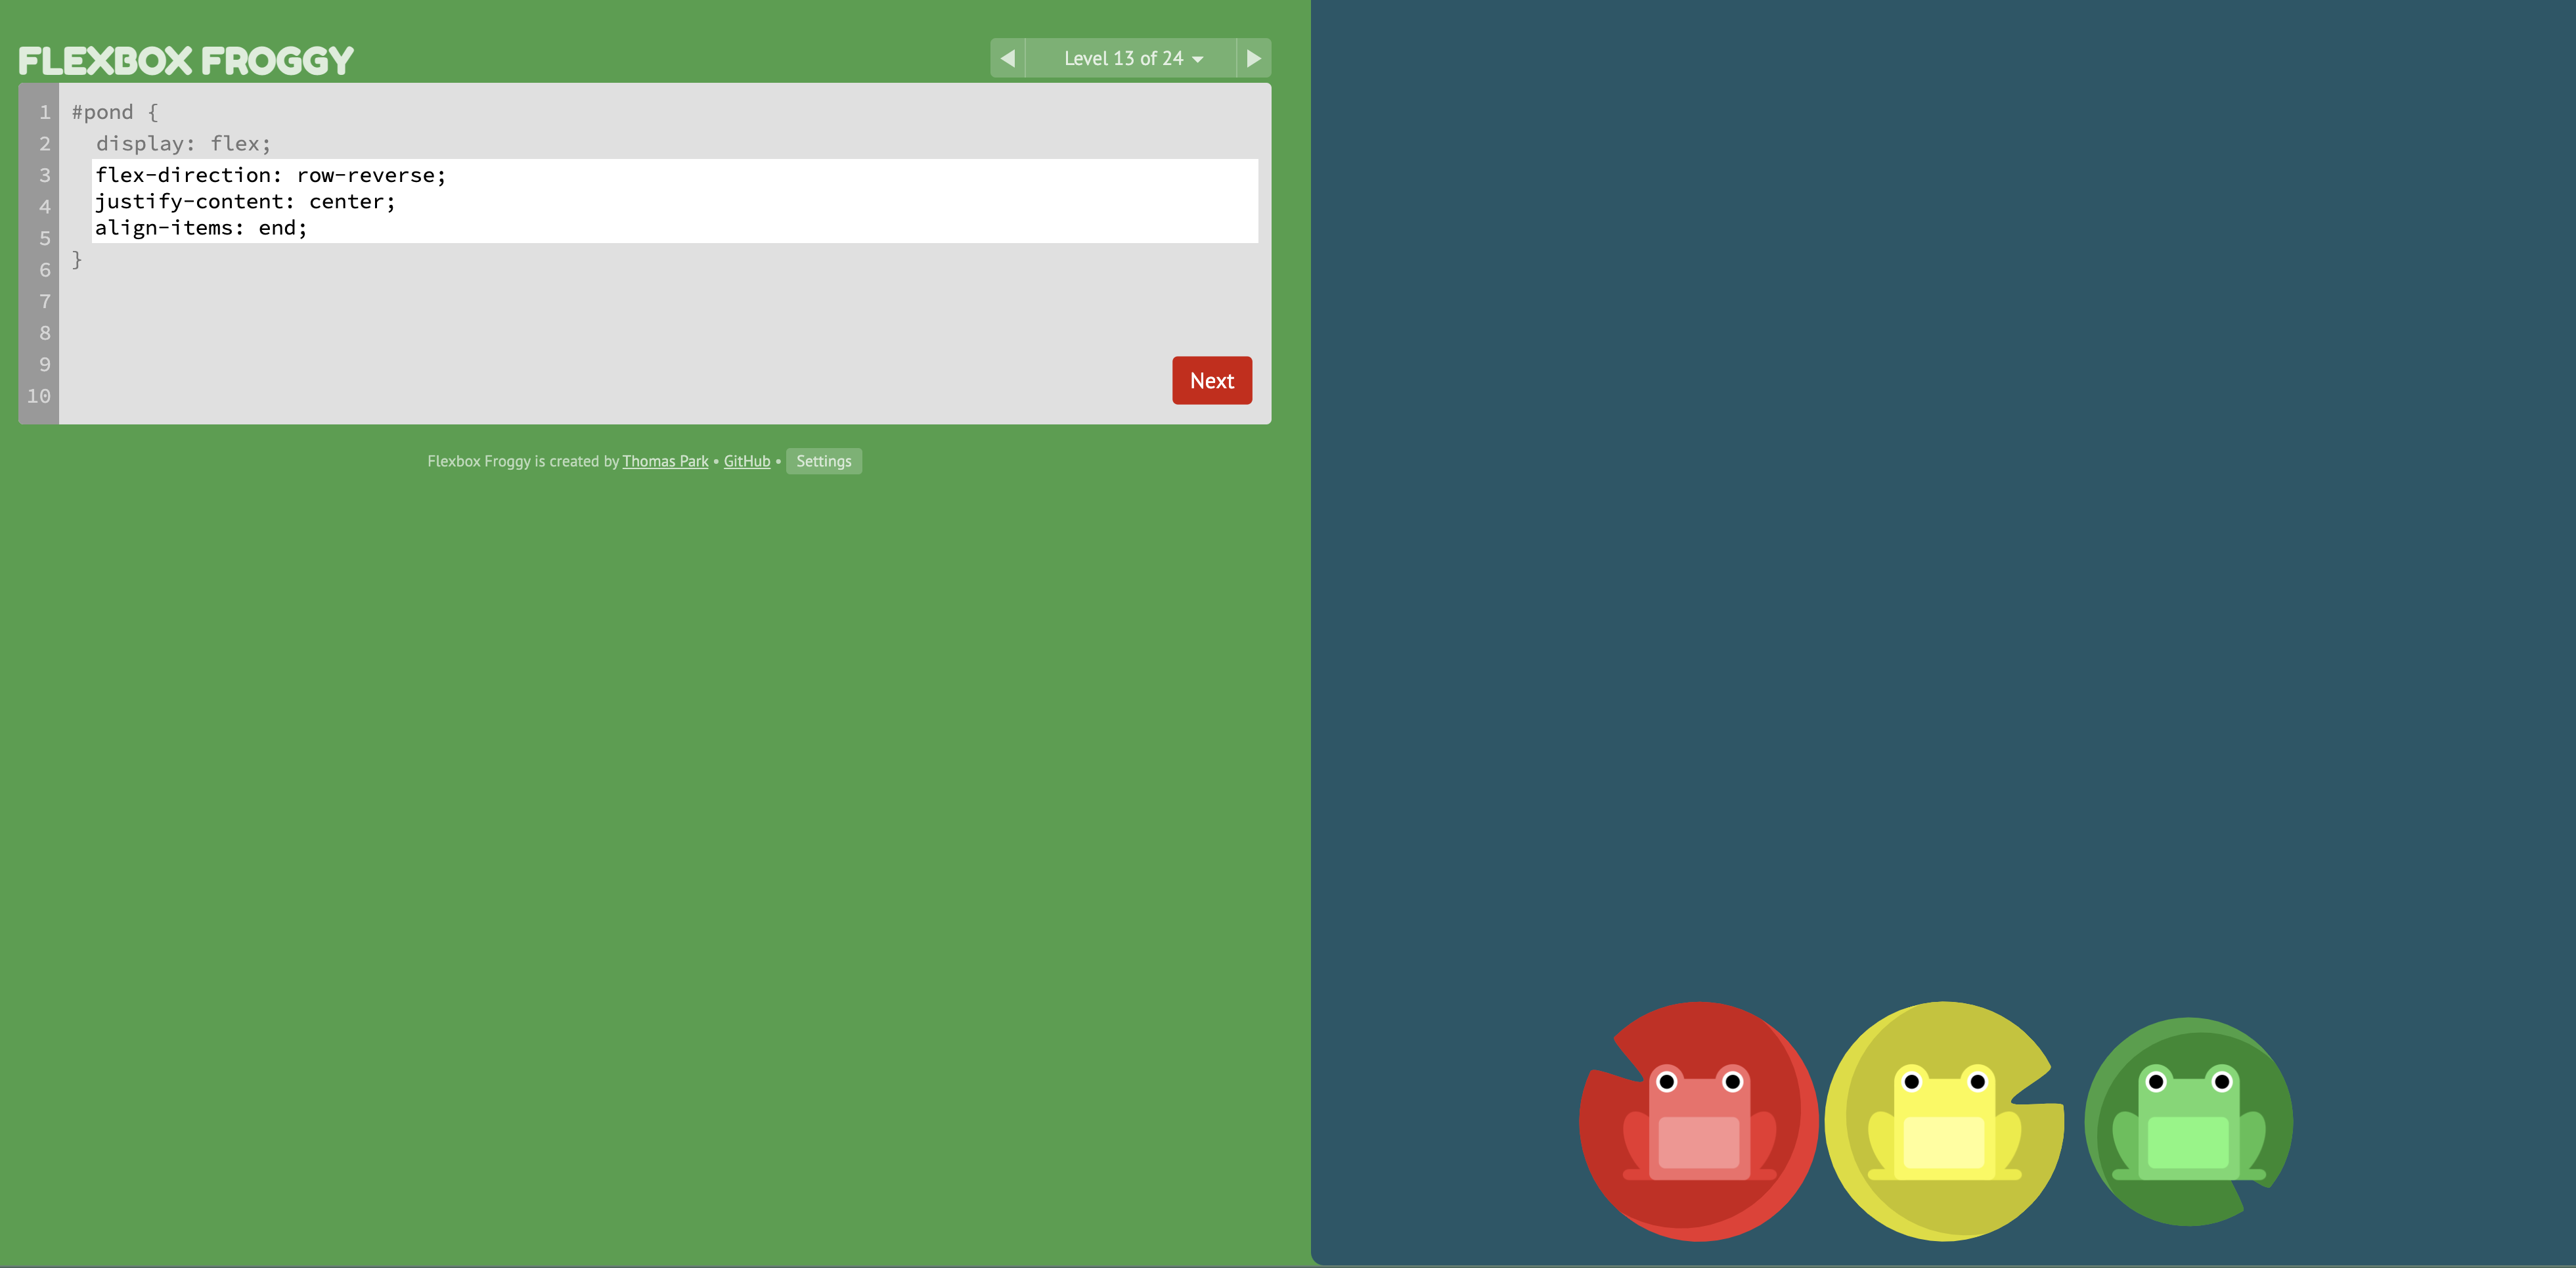 FLEXBOX FROGGY
◀ Level 13 of 24 ▶
1 #pond {
2 display: flex;
3 flex-direction: row-reverse;
4 justify-content: center;
5 align-items: end;
6 }
7
8
9
10
Next
Flexbox Froggy is created by Thomas Park • GitHub • Settings